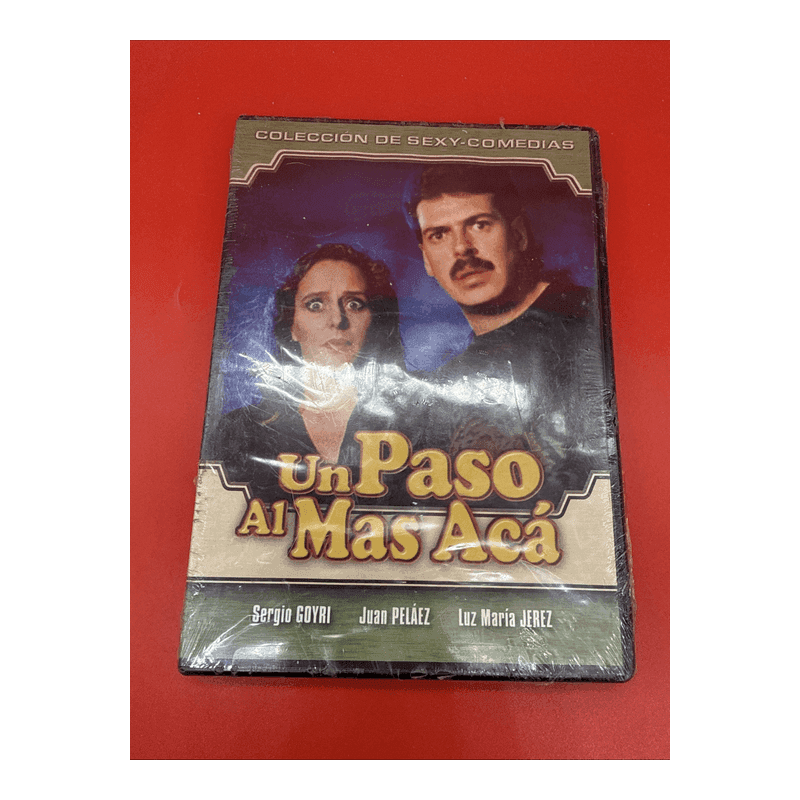 COLECCIÓN DE SEXY-COMEDIAS
Un Paso
Al Mas Acá
Sergio GOYRI Juan PELÁEZ Luz María JEREZ